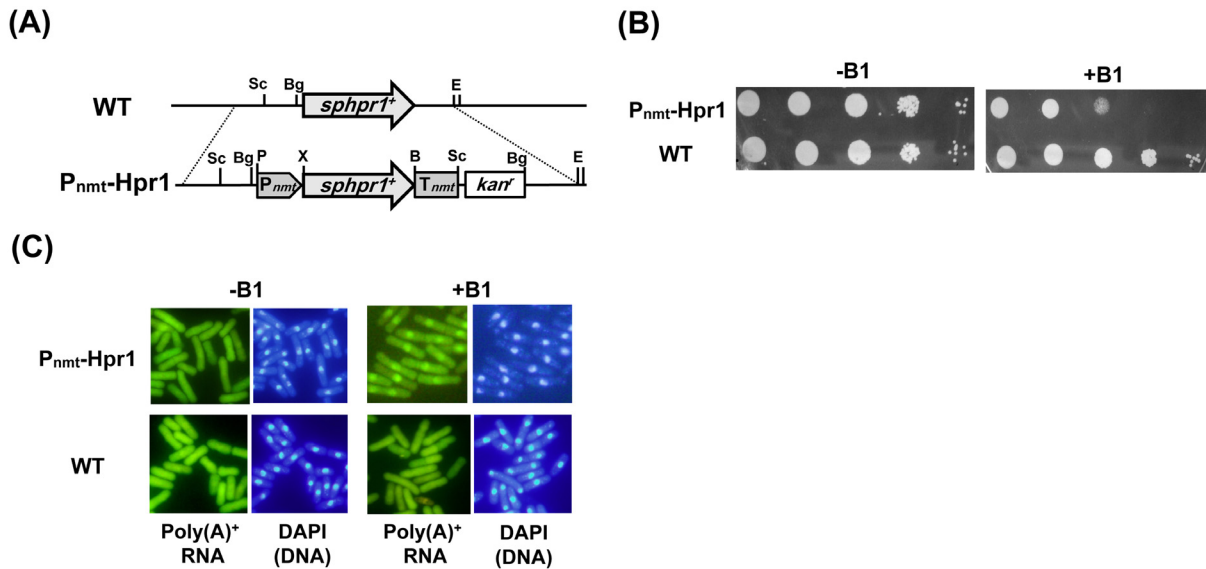 (A)
Sc Bg E
WT sphpr1+
Sc Bg P X B Sc Bg E
Pnmt-Hpr1 Pnmt sphpr1+ Tnmt kanr
(B)
-B1 +B1
Pnmt-Hpr1
WT
(C)
-B1 +B1
Pnmt-Hpr1
WT
Poly(A)+ DAPI Poly(A)+ DAPI
RNA (DNA) RNA (DNA)